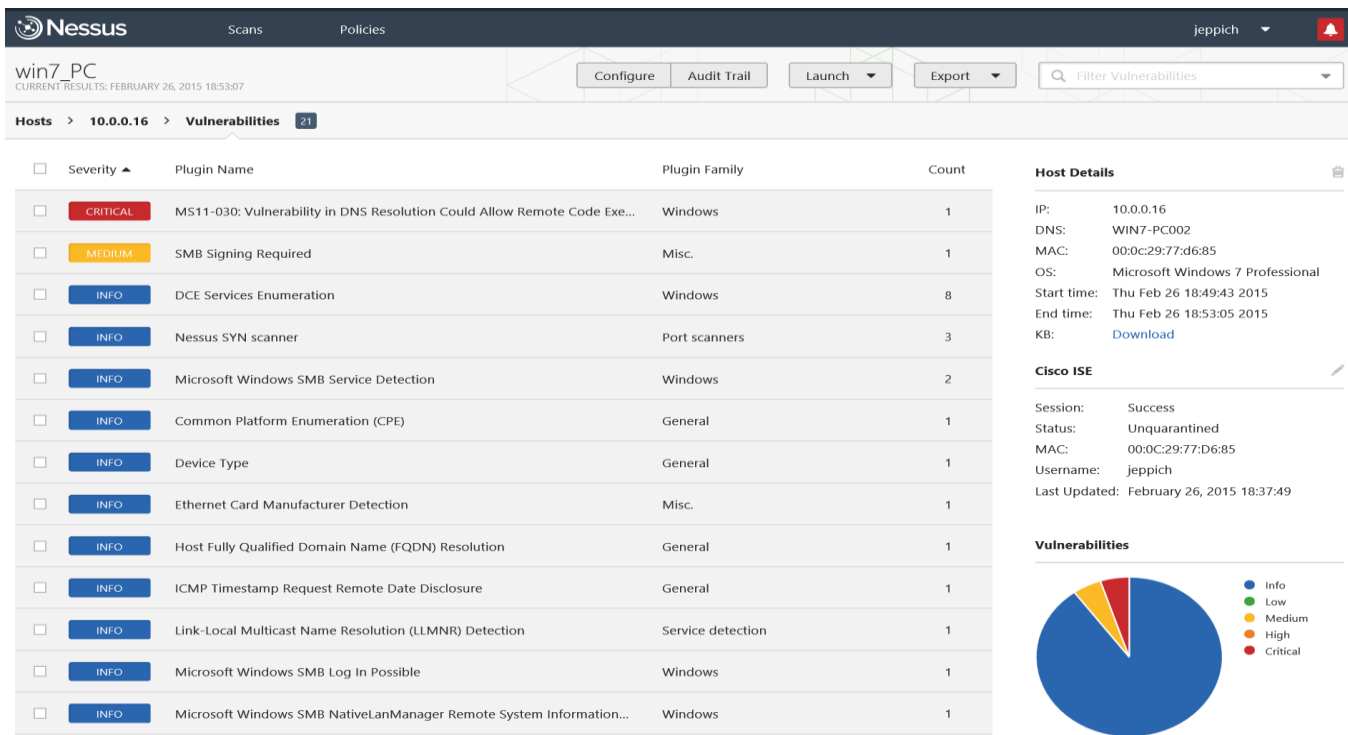 Nessus Scans Policies jeppich
win7_PC
CURRENT RESULTS: FEBRUARY 26, 2015 18:53:07
Configure Audit Trail Launch Export Filter Vulnerabilities
Hosts > 10.0.0.16 > Vulnerabilities 21
Severity Plugin Name Plugin Family Count
CRITICAL MS11-030: Vulnerability in DNS Resolution Could Allow Remote Code Exe... Windows 1
MEDIUM SMB Signing Required Misc. 1
INFO DCE Services Enumeration Windows 8
INFO Nessus SYN scanner Port scanners 3
INFO Microsoft Windows SMB Service Detection Windows 2
INFO Common Platform Enumeration (CPE) General 1
INFO Device Type General 1
INFO Ethernet Card Manufacturer Detection Misc. 1
INFO Host Fully Qualified Domain Name (FQDN) Resolution General 1
INFO ICMP Timestamp Request Remote Date Disclosure General 1
INFO Link-Local Multicast Name Resolution (LLMNR) Detection Service detection 1
INFO Microsoft Windows SMB Log In Possible Windows 1
INFO Microsoft Windows SMB NativeLanManager Remote System Information... Windows 1
Host Details
IP: 10.0.0.16
DNS: WIN7-PC002
MAC: 00:0c:29:77:d6:85
OS: Microsoft Windows 7 Professional
Start time: Thu Feb 26 18:49:43 2015
End time: Thu Feb 26 18:53:05 2015
KB: Download
Cisco ISE
Session: Success
Status: Unquarantined
MAC: 00:0C:29:77:D6:85
Username: jeppich
Last Updated: February 26, 2015 18:37:49
Vulnerabilities
Info
Low
Medium
High
Critical